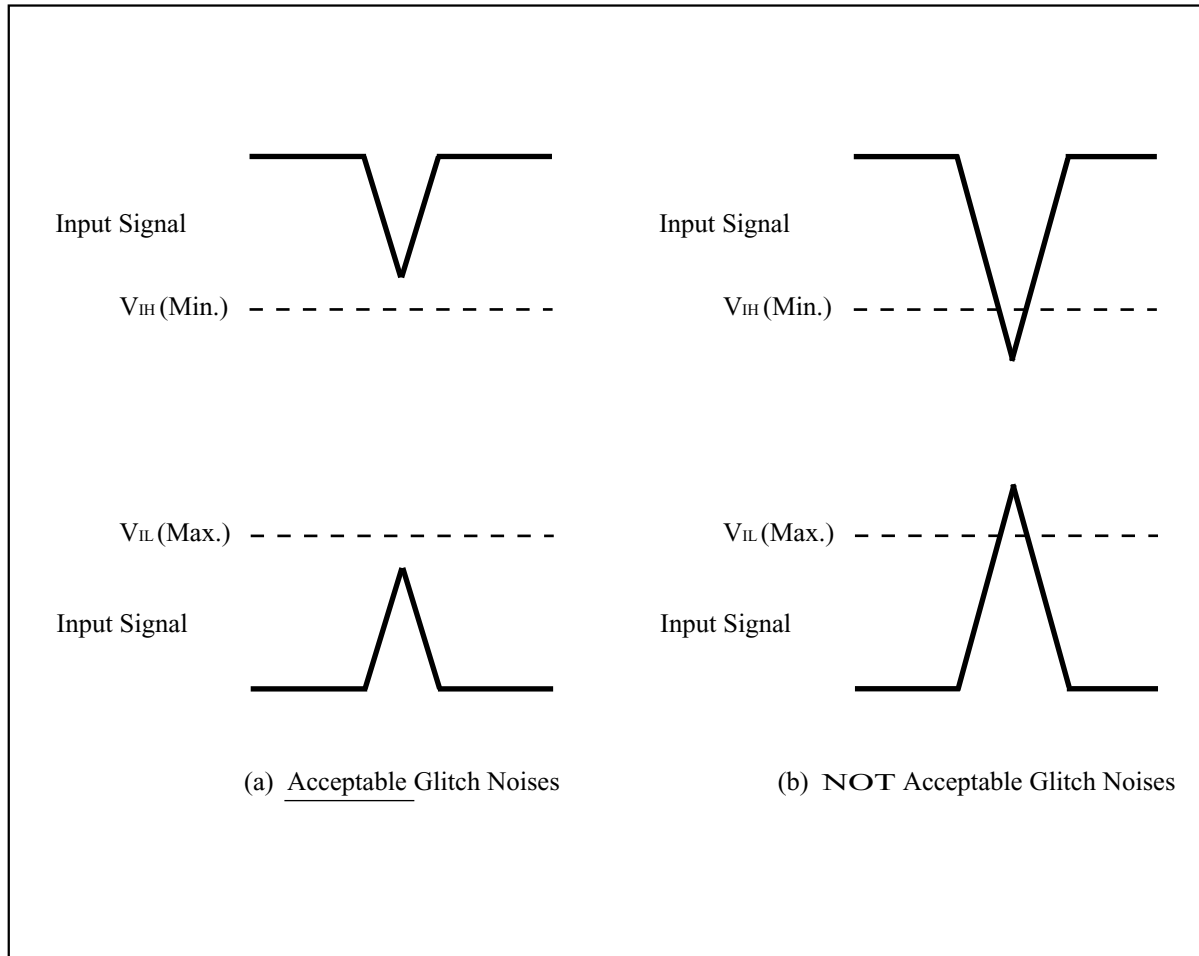 Input Signal
VIH (Min.)
VIL (Max.)
Input Signal
(a) Acceptable Glitch Noises
Input Signal
VIH (Min.)
VIL (Max.)
Input Signal
(b) NOT Acceptable Glitch Noises